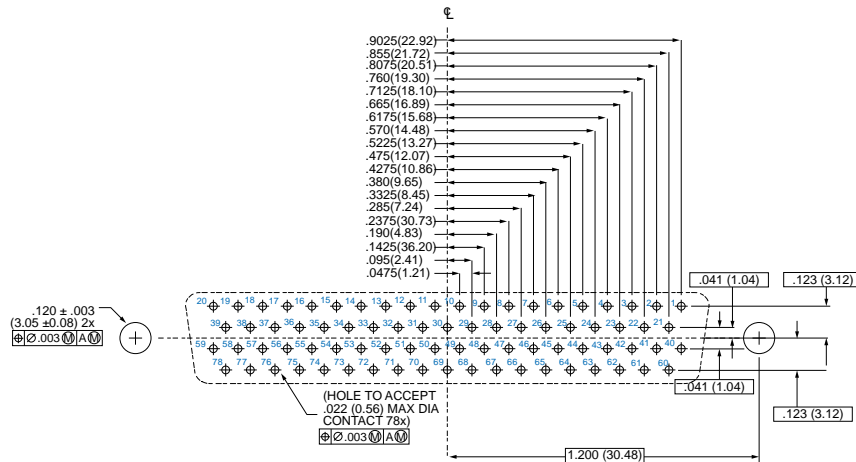 ℄
.9025(22.92)
.855(21.72)
.8075(20.51)
.760(19.30)
.7125(18.10)
.665(16.89)
.6175(15.68)
.570(14.48)
.5225(13.27)
.475(12.07)
.4275(10.86)
.380(9.65)
.3325(8.45)
.285(7.24)
.2375(30.73)
.190(4.83)
.1425(36.20)
.095(2.41)
.0475(1.21)
.041 (1.04)
.123 (3.12)
20 19 18 17 16 15 14 13 12 11 10 9 8 7 6 5 4 3 2 1
.120 ± .003
(3.05 ±0.08) 2x
⌖ ∅.003 Ⓜ A Ⓜ
39 38 37 36 35 34 33 32 31 30 29 28 27 26 25 24 23 22 21
59 58 57 56 55 54 53 52 51 50 49 48 47 46 45 44 43 42 41 40
78 77 76 75 74 73 72 71 70 69 68 67 66 65 64 63 62 61 60
.041 (1.04)
.123 (3.12)
(HOLE TO ACCEPT
.022 (0.56) MAX DIA
CONTACT 78x)
⌖ ∅.003 Ⓜ A Ⓜ
1.200 (30.48)